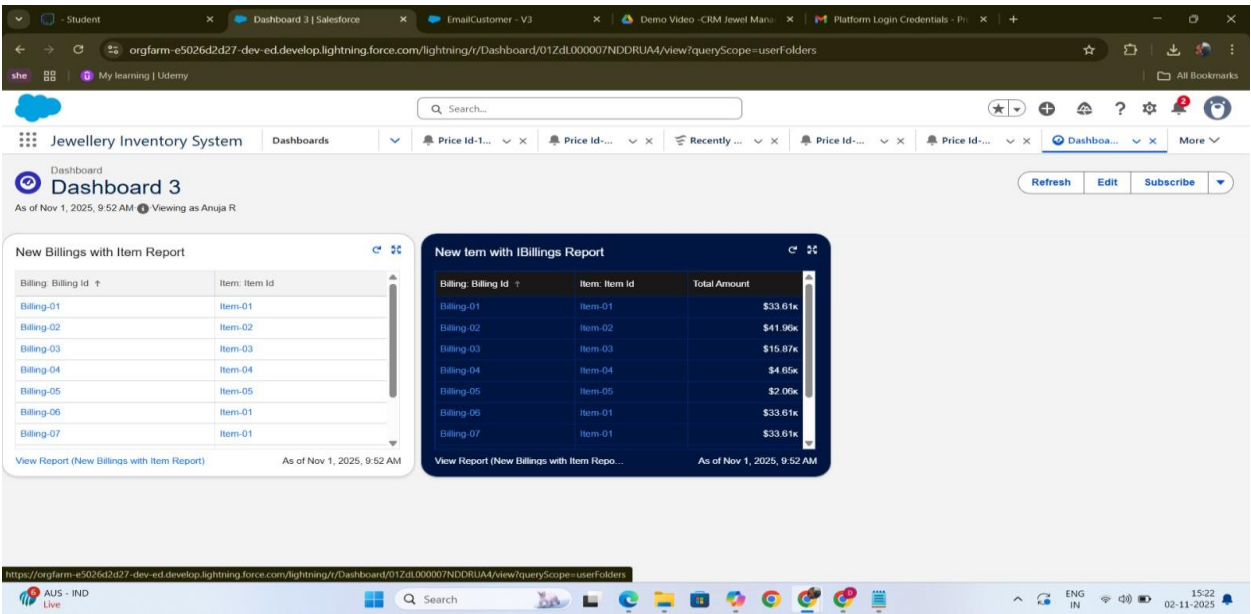 - Student
Dashboard 3 | Salesforce
EmailCustomer - V3
Demo Video -CRM Jewel Mana
Platform Login Credentials - Pr
orgfarm-e5026d2d27-dev-ed.develop.lightning.force.com/lightning/r/Dashboard/01ZdL000007NDDRUA4/view?queryScope=userFolders
she
My learning | Udemy
All Bookmarks
Search...
2
Jewellery Inventory System
Dashboards
Price Id-1...
Price Id-...
Recently ...
Price Id-...
Price Id-...
Dashboa...
More
Dashboard
Dashboard 3
As of Nov 1, 2025, 9:52 AM Viewing as Anuja R
Refresh Edit Subscribe
New Billings with Item Report
Billing: Billing Id ↑ Item: Item Id
Billing-01 Item-01
Billing-02 Item-02
Billing-03 Item-03
Billing-04 Item-04
Billing-05 Item-05
Billing-06 Item-01
Billing-07 Item-01
View Report (New Billings with Item Report) As of Nov 1, 2025, 9:52 AM
New tem with IBillings Report
Billing: Billing Id ↑ Item: Item Id Total Amount
Billing-01 Item-01 $33.61K
Billing-02 Item-02 $41.96K
Billing-03 Item-03 $15.87K
Billing-04 Item-04 $4.65K
Billing-05 Item-05 $2.06K
Billing-06 Item-01 $33.61K
Billing-07 Item-01 $33.61K
View Report (New Billings with Item Repo... As of Nov 1, 2025, 9:52 AM
https://orgfarm-e5026d2d27-dev-ed.develop.lightning.force.com/lightning/r/Dashboard/01ZdL000007NDDRUA4/view?queryScope=userFolders
6
AUS - IND
Live
Search
ENG
IN
15:22
02-11-2025